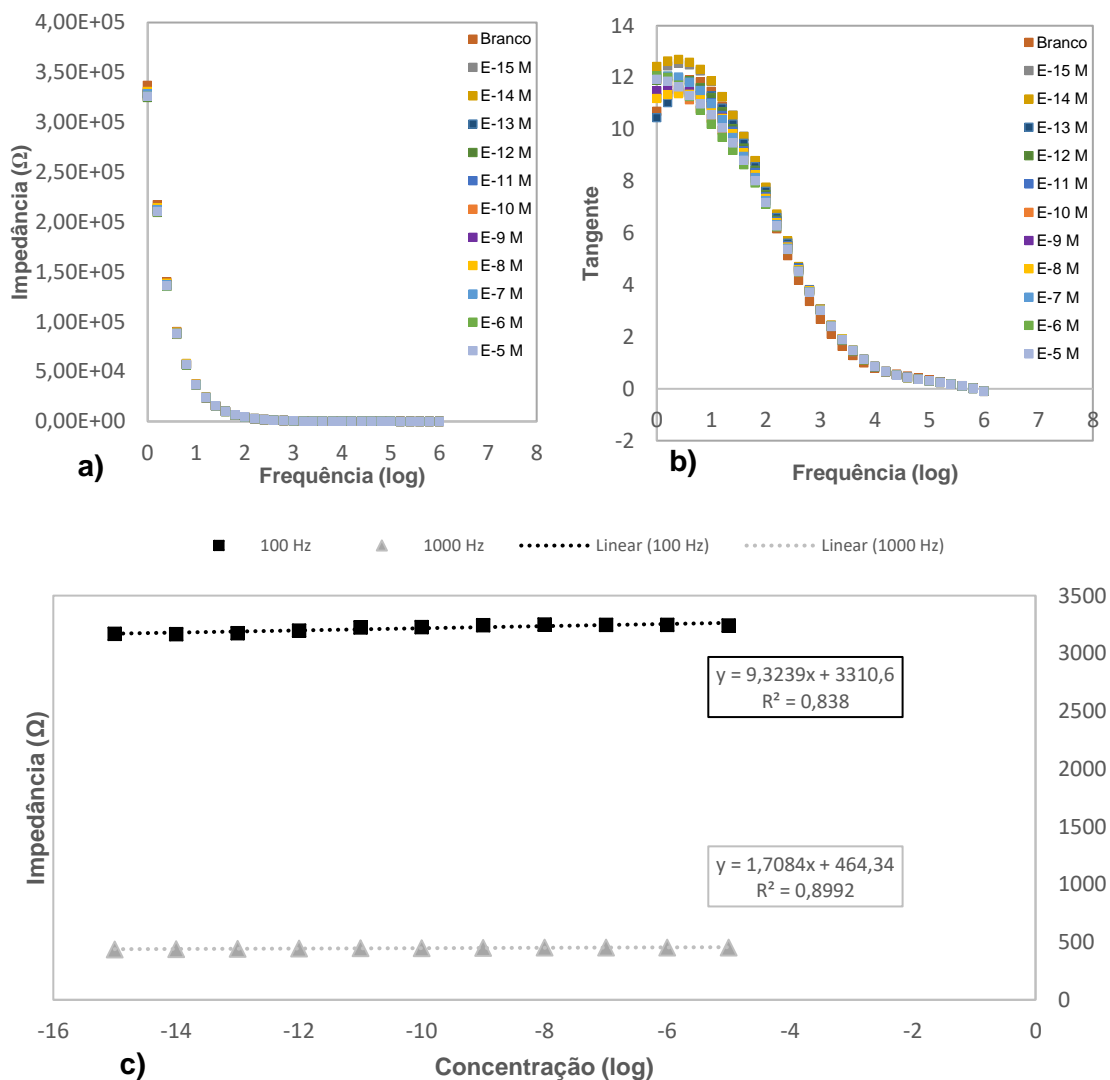 4,00E+05
3,50E+05
3,00E+05
2,50E+05
2,00E+05
1,50E+05
1,00E+05
5,00E+04
0,00E+00
Impedância (Ω)
Branco
E-15 M
E-14 M
E-13 M
E-12 M
E-11 M
E-10 M
E-9 M
E-8 M
E-7 M
E-6 M
E-5 M
0 1 2 3 4 5 6 7 8
a)
Frequência (log)
14
12
10
8
6
4
2
0
-2
Tangente
Branco
E-15 M
E-14 M
E-13 M
E-12 M
E-11 M
E-10 M
E-9 M
E-8 M
E-7 M
E-6 M
E-5 M
0 1 2 3 4 5 6 7 8
b)
Frequência (log)
100 Hz 1000 Hz Linear (100 Hz) Linear (1000 Hz)
Impedância (Ω)
y = 9,3239x + 3310,6
R² = 0,838
y = 1,7084x + 464,34
R² = 0,8992
3500
3000
2500
2000
1500
1000
500
0
-16 -14 -12 -10 -8 -6 -4 -2 0
c)
Concentração (log)